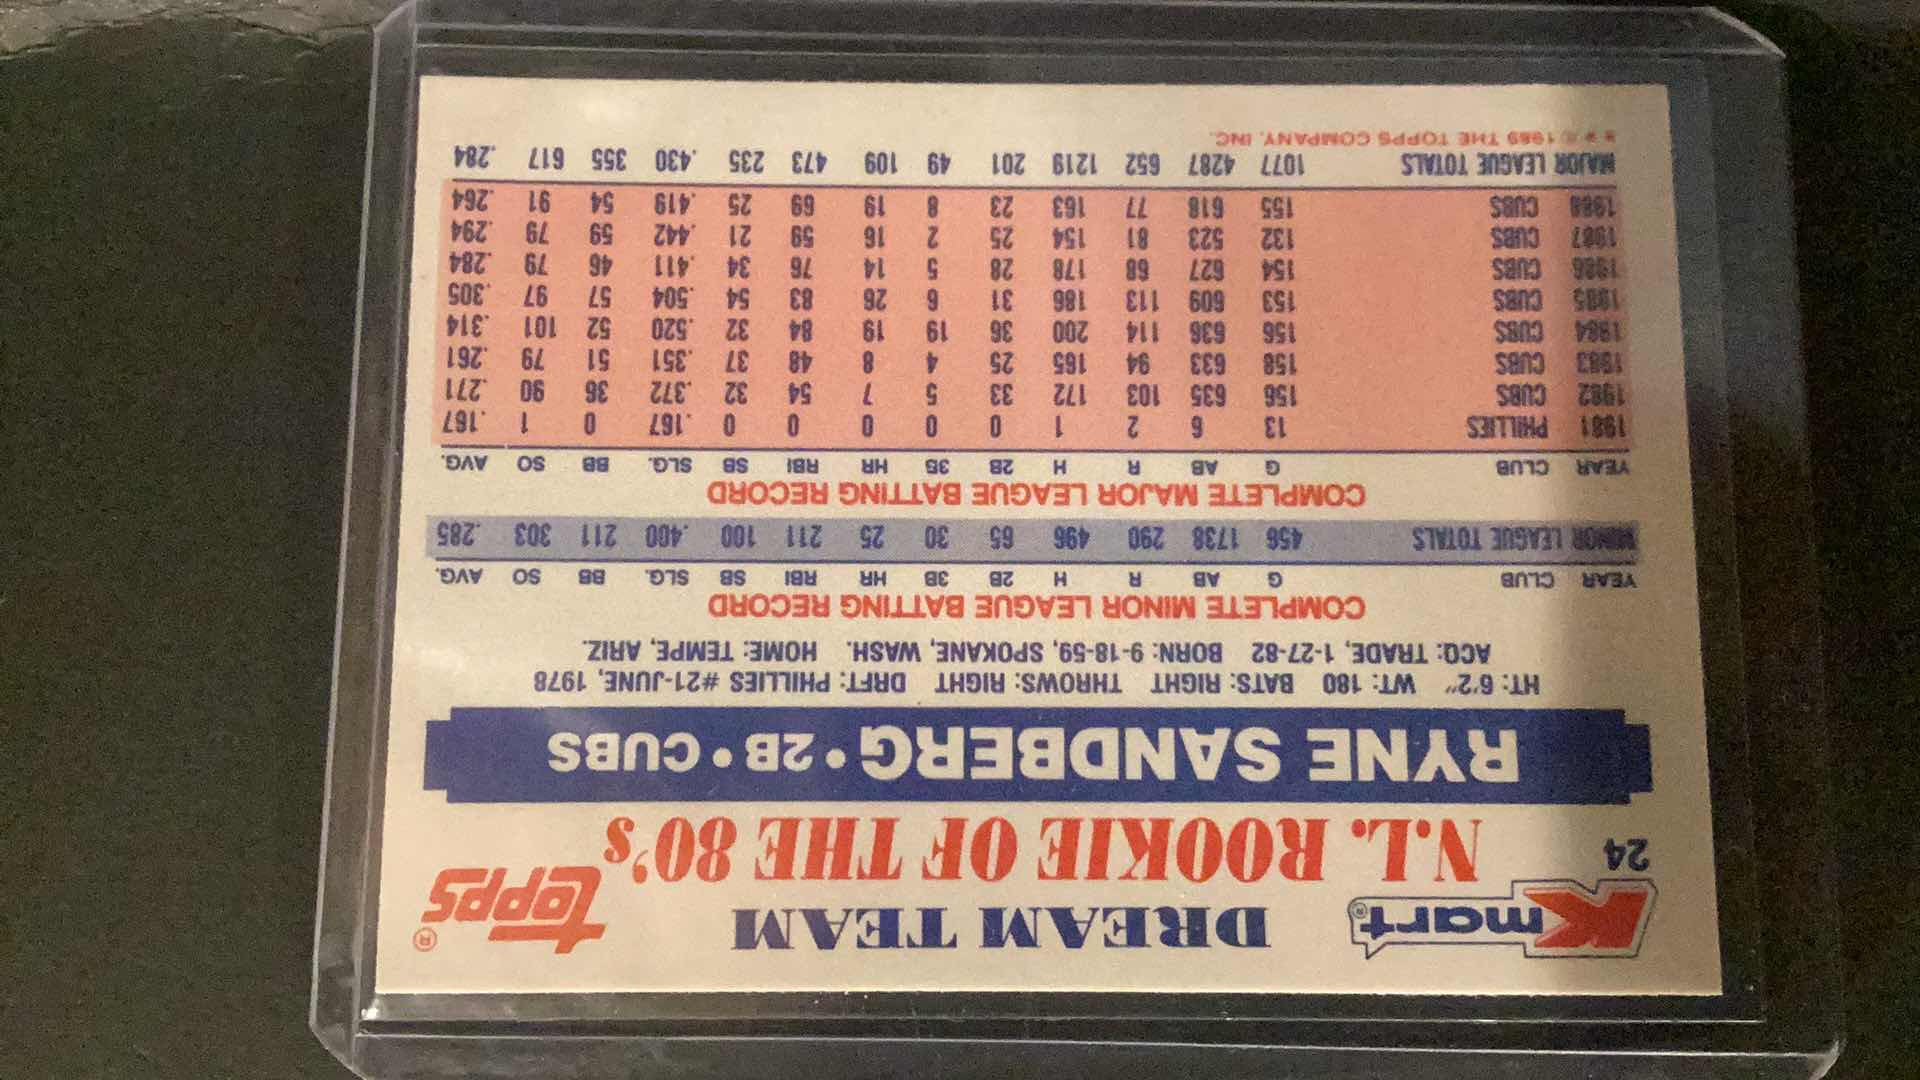 Kmart® DREAM TEAM Topps®
24 N.L. ROOKIE OF THE 80's
RYNE SANDBERG • 2B • CUBS
HT: 6'2" WT: 180 BATS: RIGHT THROWS: RIGHT DRFT: PHILLIES #21-JUNE, 1978
ACQ: TRADE, 1-27-82 BORN: 9-18-59, SPOKANE, WASH. HOME: TEMPE, ARIZ.
COMPLETE MINOR LEAGUE BATTING RECORD
YEAR CLUB G AB R H 2B 3B HR RBI SB SLG. BB SO AVG.
MINOR LEAGUE TOTALS 456 1738 290 496 65 30 25 211 100 .400 211 303 .285
COMPLETE MAJOR LEAGUE BATTING RECORD
YEAR CLUB G AB R H 2B 3B HR RBI SB SLG. BB SO AVG.
1981 PHILLIES 13 6 2 1 0 0 0 0 0 .167 0 1 .167
1982 CUBS 156 635 103 172 33 5 7 54 32 .372 36 90 .271
1983 CUBS 158 633 94 165 25 4 8 48 37 .351 51 79 .261
1984 CUBS 156 636 114 200 36 19 19 84 32 .520 52 101 .314
1985 CUBS 153 609 113 186 31 6 26 83 54 .504 57 97 .305
1986 CUBS 154 627 68 178 28 5 14 76 34 .411 46 79 .284
1987 CUBS 132 523 81 154 25 2 16 59 21 .442 59 79 .294
1988 CUBS 155 618 77 163 23 8 19 69 25 .419 54 91 .264
MAJOR LEAGUE TOTALS 1077 4287 652 1219 201 49 109 473 235 .430 355 617 .284
* * © 1989 THE TOPPS COMPANY, INC.